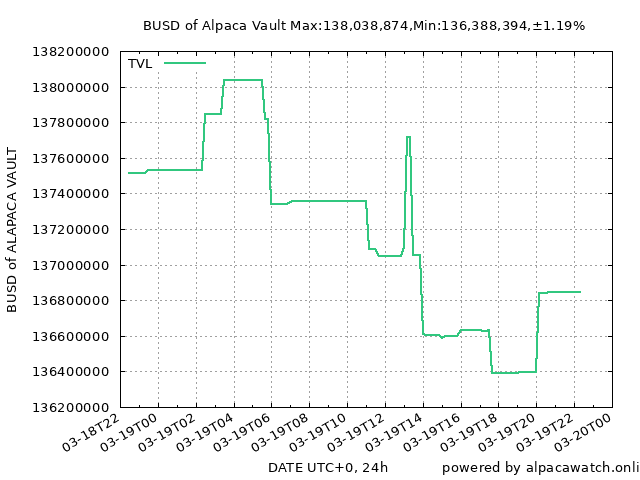 BUSD of Alpaca Vault Max:138,038,874,Min:136,388,394,±1.19%
138200000
138000000
137800000
137600000
137400000
137200000
137000000
136800000
136600000
136400000
136200000
TVL
BUSD of ALAPACA VAULT
03-18T22
03-19T00
03-19T02
03-19T04
03-19T06
03-19T08
03-19T10
03-19T12
03-19T14
03-19T16
03-19T18
03-19T20
03-19T22
03-20T00
DATE UTC+0, 24h
powered by alpacawatch.onli